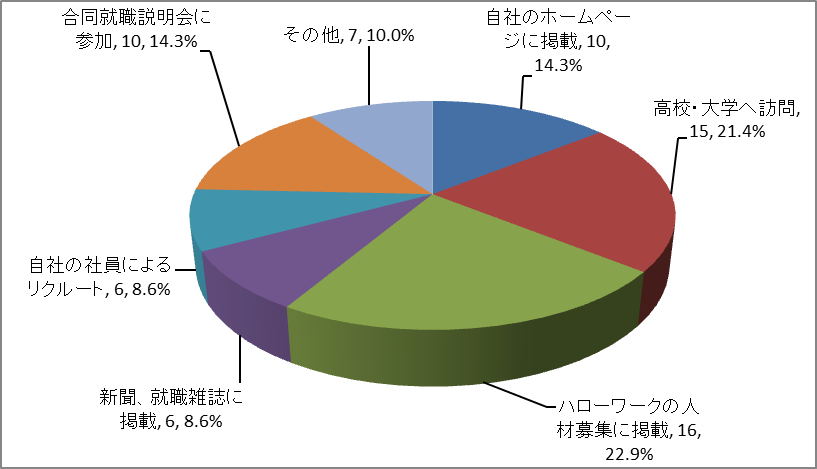 合同就職説明会に
参加, 10, 14.3%
その他, 7, 10.0%
自社のホームペー
ジに掲載, 10,
14.3%
高校・大学へ訪問,
15, 21.4%
自社の社員による
リクルート, 6, 8.6%
新聞、就職雑誌に
掲載, 6, 8.6%
ハローワークの人
材募集に掲載, 16,
22.9%